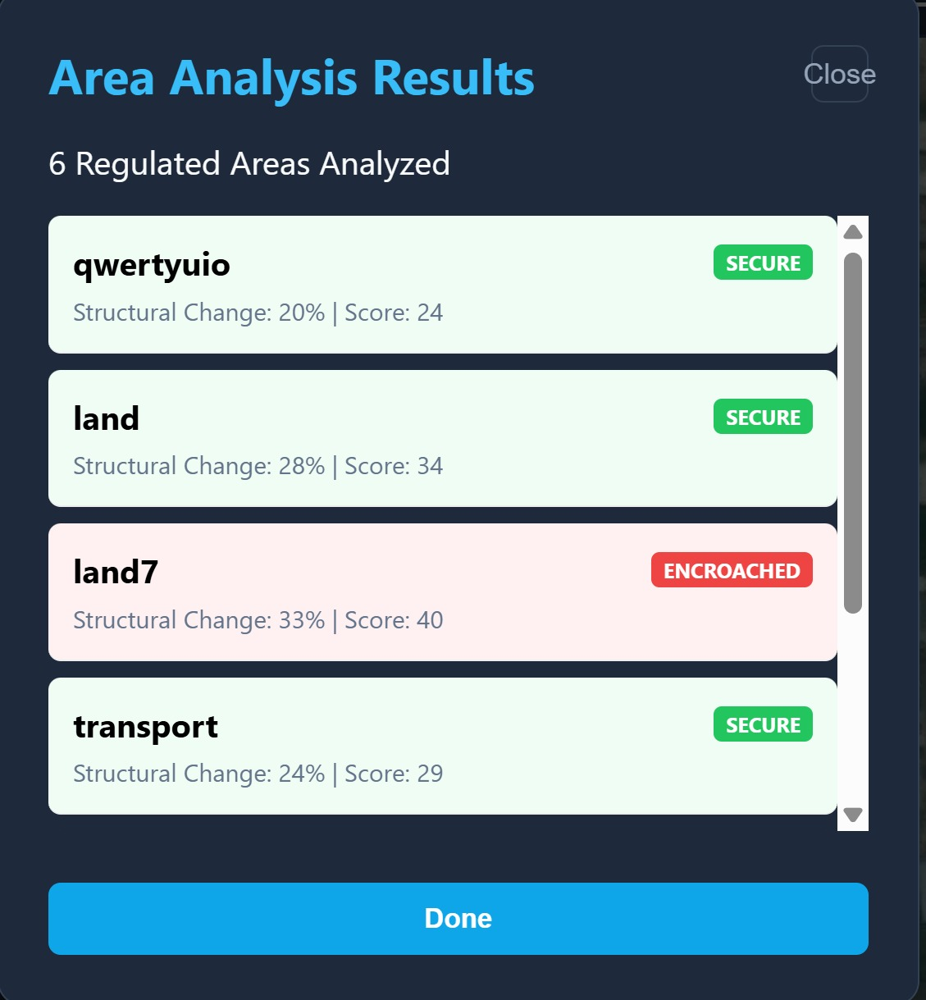 Area Analysis Results
Close
6 Regulated Areas Analyzed
qwertyuio
SECURE
Structural Change: 20% | Score: 24
land
SECURE
Structural Change: 28% | Score: 34
land7
ENCROACHED
Structural Change: 33% | Score: 40
transport
SECURE
Structural Change: 24% | Score: 29
Done